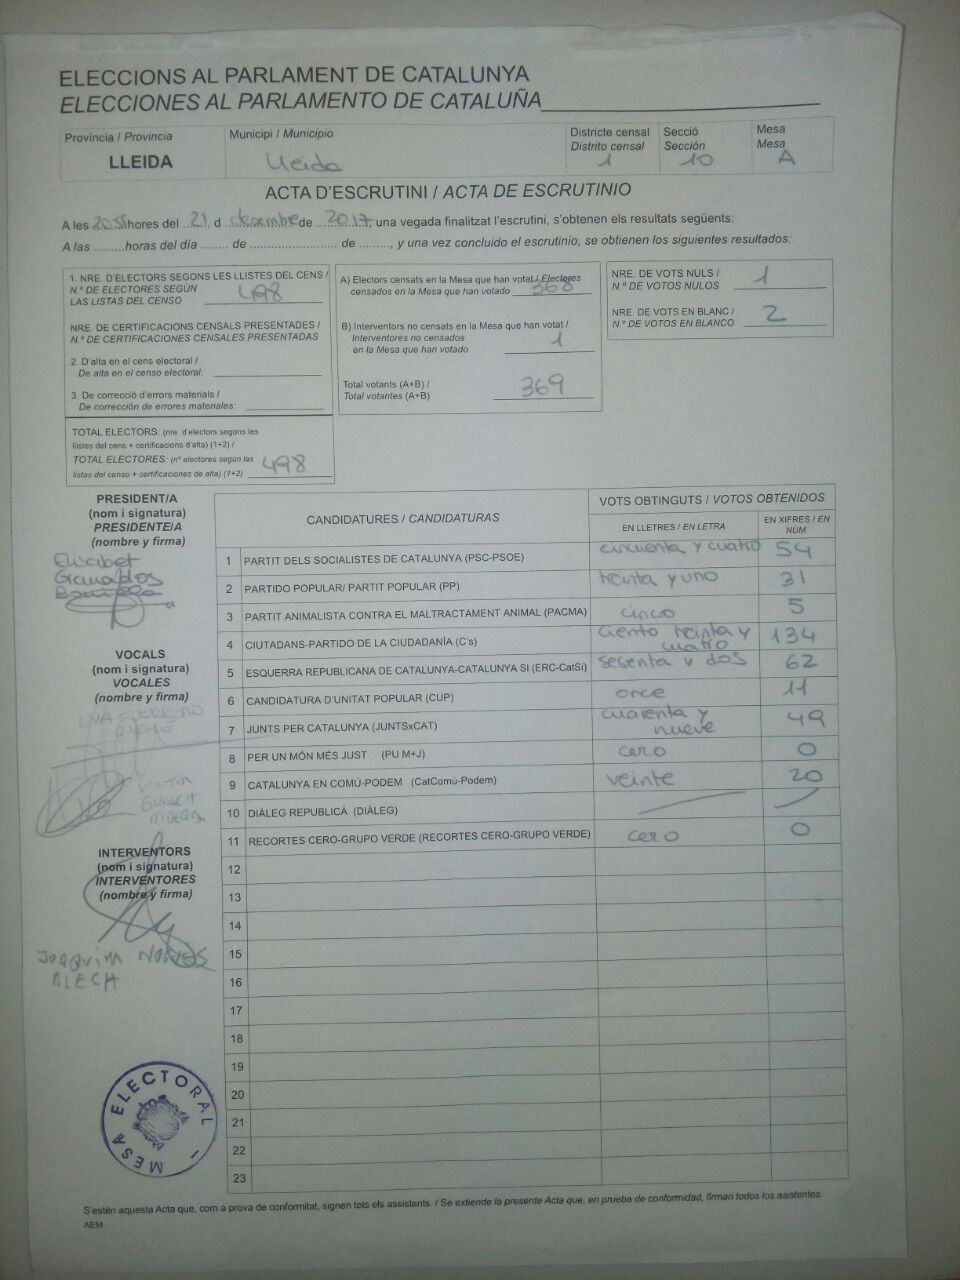 ELECCIONS AL PARLAMENT DE CATALUNYA
ELECCIONES AL PARLAMENTO DE CATALUÑA
Província / Provincia
LLEIDA
Municipi / Municipio
Lleida
Districte censal
Distrito censal
1
Secció
Sección
10
Mesa
Mesa
A
ACTA D'ESCRUTINI / ACTA DE ESCRUTINIO
A les 20:55 hores del 21 d desembre de 2017, una vegada finalitzat l'escrutini, s'obtenen els resultats següents:
A las .........horas del día ........ de ......................... de ........., y una vez concluido el escrutinio, se obtienen los siguientes resultados:
1. NRE. D'ELECTORS SEGONS LES LLISTES DEL CENS /
N.º DE ELECTORES SEGÚN
LAS LISTAS DEL CENSO 498
NRE. DE CERTIFICACIONS CENSALS PRESENTADES /
N.º DE CERTIFICACIONES CENSALES PRESENTADAS
2. D'alta en el cens electoral /
De alta en el censo electoral:
3. De correcció d'errors materials /
De corrección de errores materiales:
TOTAL ELECTORS: (nre. d'electors segons les
llistes del cens + certificacions d'alta) (1+2) /
TOTAL ELECTORES: (nº electores según las
listas del censo + certificaciones de alta) (1+2) 498
A) Electors censats en la Mesa que han votat / Electores
censados en la Mesa que han votado 368
B) Interventors no censats en la Mesa que han votat /
Interventores no censados
en la Mesa que han votado 1
Total votants (A+B) /
Total votantes (A+B) 369
NRE. DE VOTS NULS /
N º DE VOTOS NULOS 1
NRE. DE VOTS EN BLANC /
N.º DE VOTOS EN BLANCO 2
PRESIDENT/A
(nom i signatura)
PRESIDENTE/A
(nombre y firma)
Elisabet
Granados
VOCALS
(nom i signatura)
VOCALES
(nombre y firma)
INTERVENTORS
(nom i signatura)
INTERVENTORES
(nombre y firma)
JOAQUIMA
BLECH
MESA ELECTORAL
CANDIDATURES / CANDIDATURAS
VOTS OBTINGUTS / VOTOS OBTENIDOS
EN LLETRES / EN LETRA
EN XIFRES / EN NÚM.
1 PARTIT DELS SOCIALISTES DE CATALUNYA (PSC-PSOE) cincuenta y cuatro 54
2 PARTIDO POPULAR/ PARTIT POPULAR (PP) treinta y uno 31
3 PARTIT ANIMALISTA CONTRA EL MALTRACTAMENT ANIMAL (PACMA) cinco 5
4 CIUTADANS-PARTIDO DE LA CIUDADANÍA (C's) ciento treinta y cuatro 134
5 ESQUERRA REPUBLICANA DE CATALUNYA-CATALUNYA SI (ERC-CatSí) sesenta y dos 62
6 CANDIDATURA D'UNITAT POPULAR (CUP) once 11
7 JUNTS PER CATALUNYA (JUNTSxCAT) cuarenta y nueve 49
8 PER UN MÓN MÉS JUST (PU M+J) cero 0
9 CATALUNYA EN COMÚ-PODEM (CatComú-Podem) veinte 20
10 DIÀLEG REPUBLICÀ (DIÀLEG)
11 RECORTES CERO-GRUPO VERDE (RECORTES CERO-GRUPO VERDE) cero 0
12
13
14
15
16
17
18
19
20
21
22
23
S'estén aquesta Acta que, com a prova de conformitat, signen tots els assistents. / Se extiende la presente Acta que, en prueba de conformidad, firman todos los asistentes.
AEM